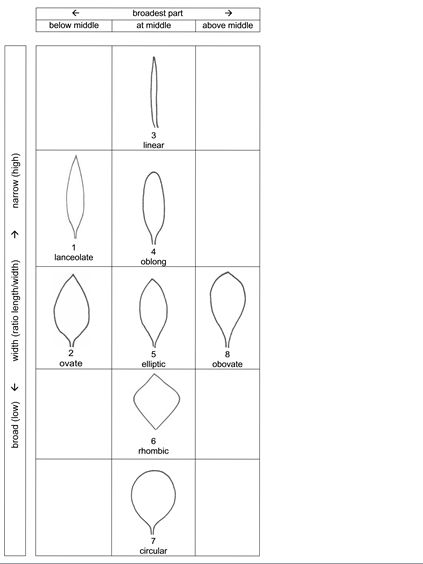 ← broadest part →
below middle at middle above middle
narrow (high)
↑
width (ratio length/width)
↓
broad (low)
3
linear
1
lanceolate
4
oblong
2
ovate
5
elliptic
8
obovate
6
rhombic
7
circular